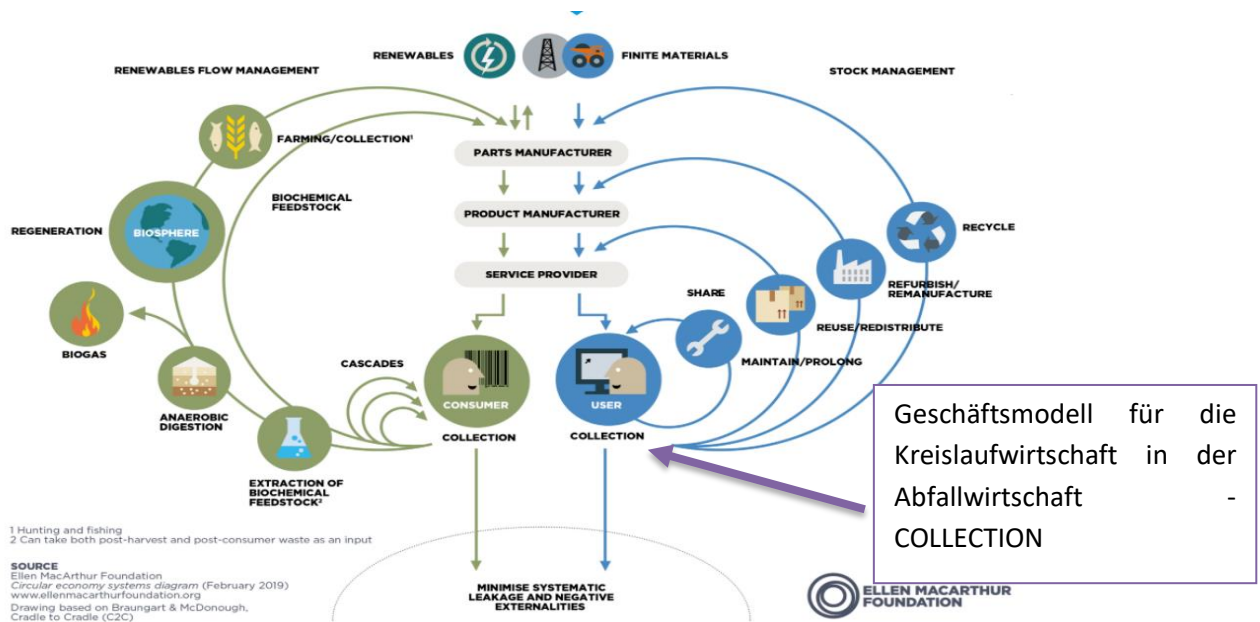 RENEWABLES
FINITE MATERIALS
RENEWABLES FLOW MANAGEMENT
STOCK MANAGEMENT
FARMING/COLLECTION¹
PARTS MANUFACTURER
BIOCHEMICAL
FEEDSTOCK
PRODUCT MANUFACTURER
REGENERATION
BIOSPHERE
RECYCLE
SERVICE PROVIDER
SHARE
REFURBISH/
REMANUFACTURE
REUSE/REDISTRIBUTE
BIOGAS
CASCADES
MAINTAIN/PROLONG
CONSUMER
USER
ANAEROBIC
DIGESTION
COLLECTION
COLLECTION
EXTRACTION OF
BIOCHEMICAL
FEEDSTOCK²
Geschäftsmodell für die
Kreislaufwirtschaft in der
Abfallwirtschaft -
COLLECTION
1 Hunting and fishing
2 Can take both post-harvest and post-consumer waste as an input
SOURCE
Ellen MacArthur Foundation
Circular economy systems diagram (February 2019)
www.ellenmacarthurfoundation.org
Drawing based on Braungart & McDonough,
Cradle to Cradle (C2C)
MINIMISE SYSTEMATIC
LEAKAGE AND NEGATIVE
EXTERNALITIES
ELLEN MACARTHUR
FOUNDATION